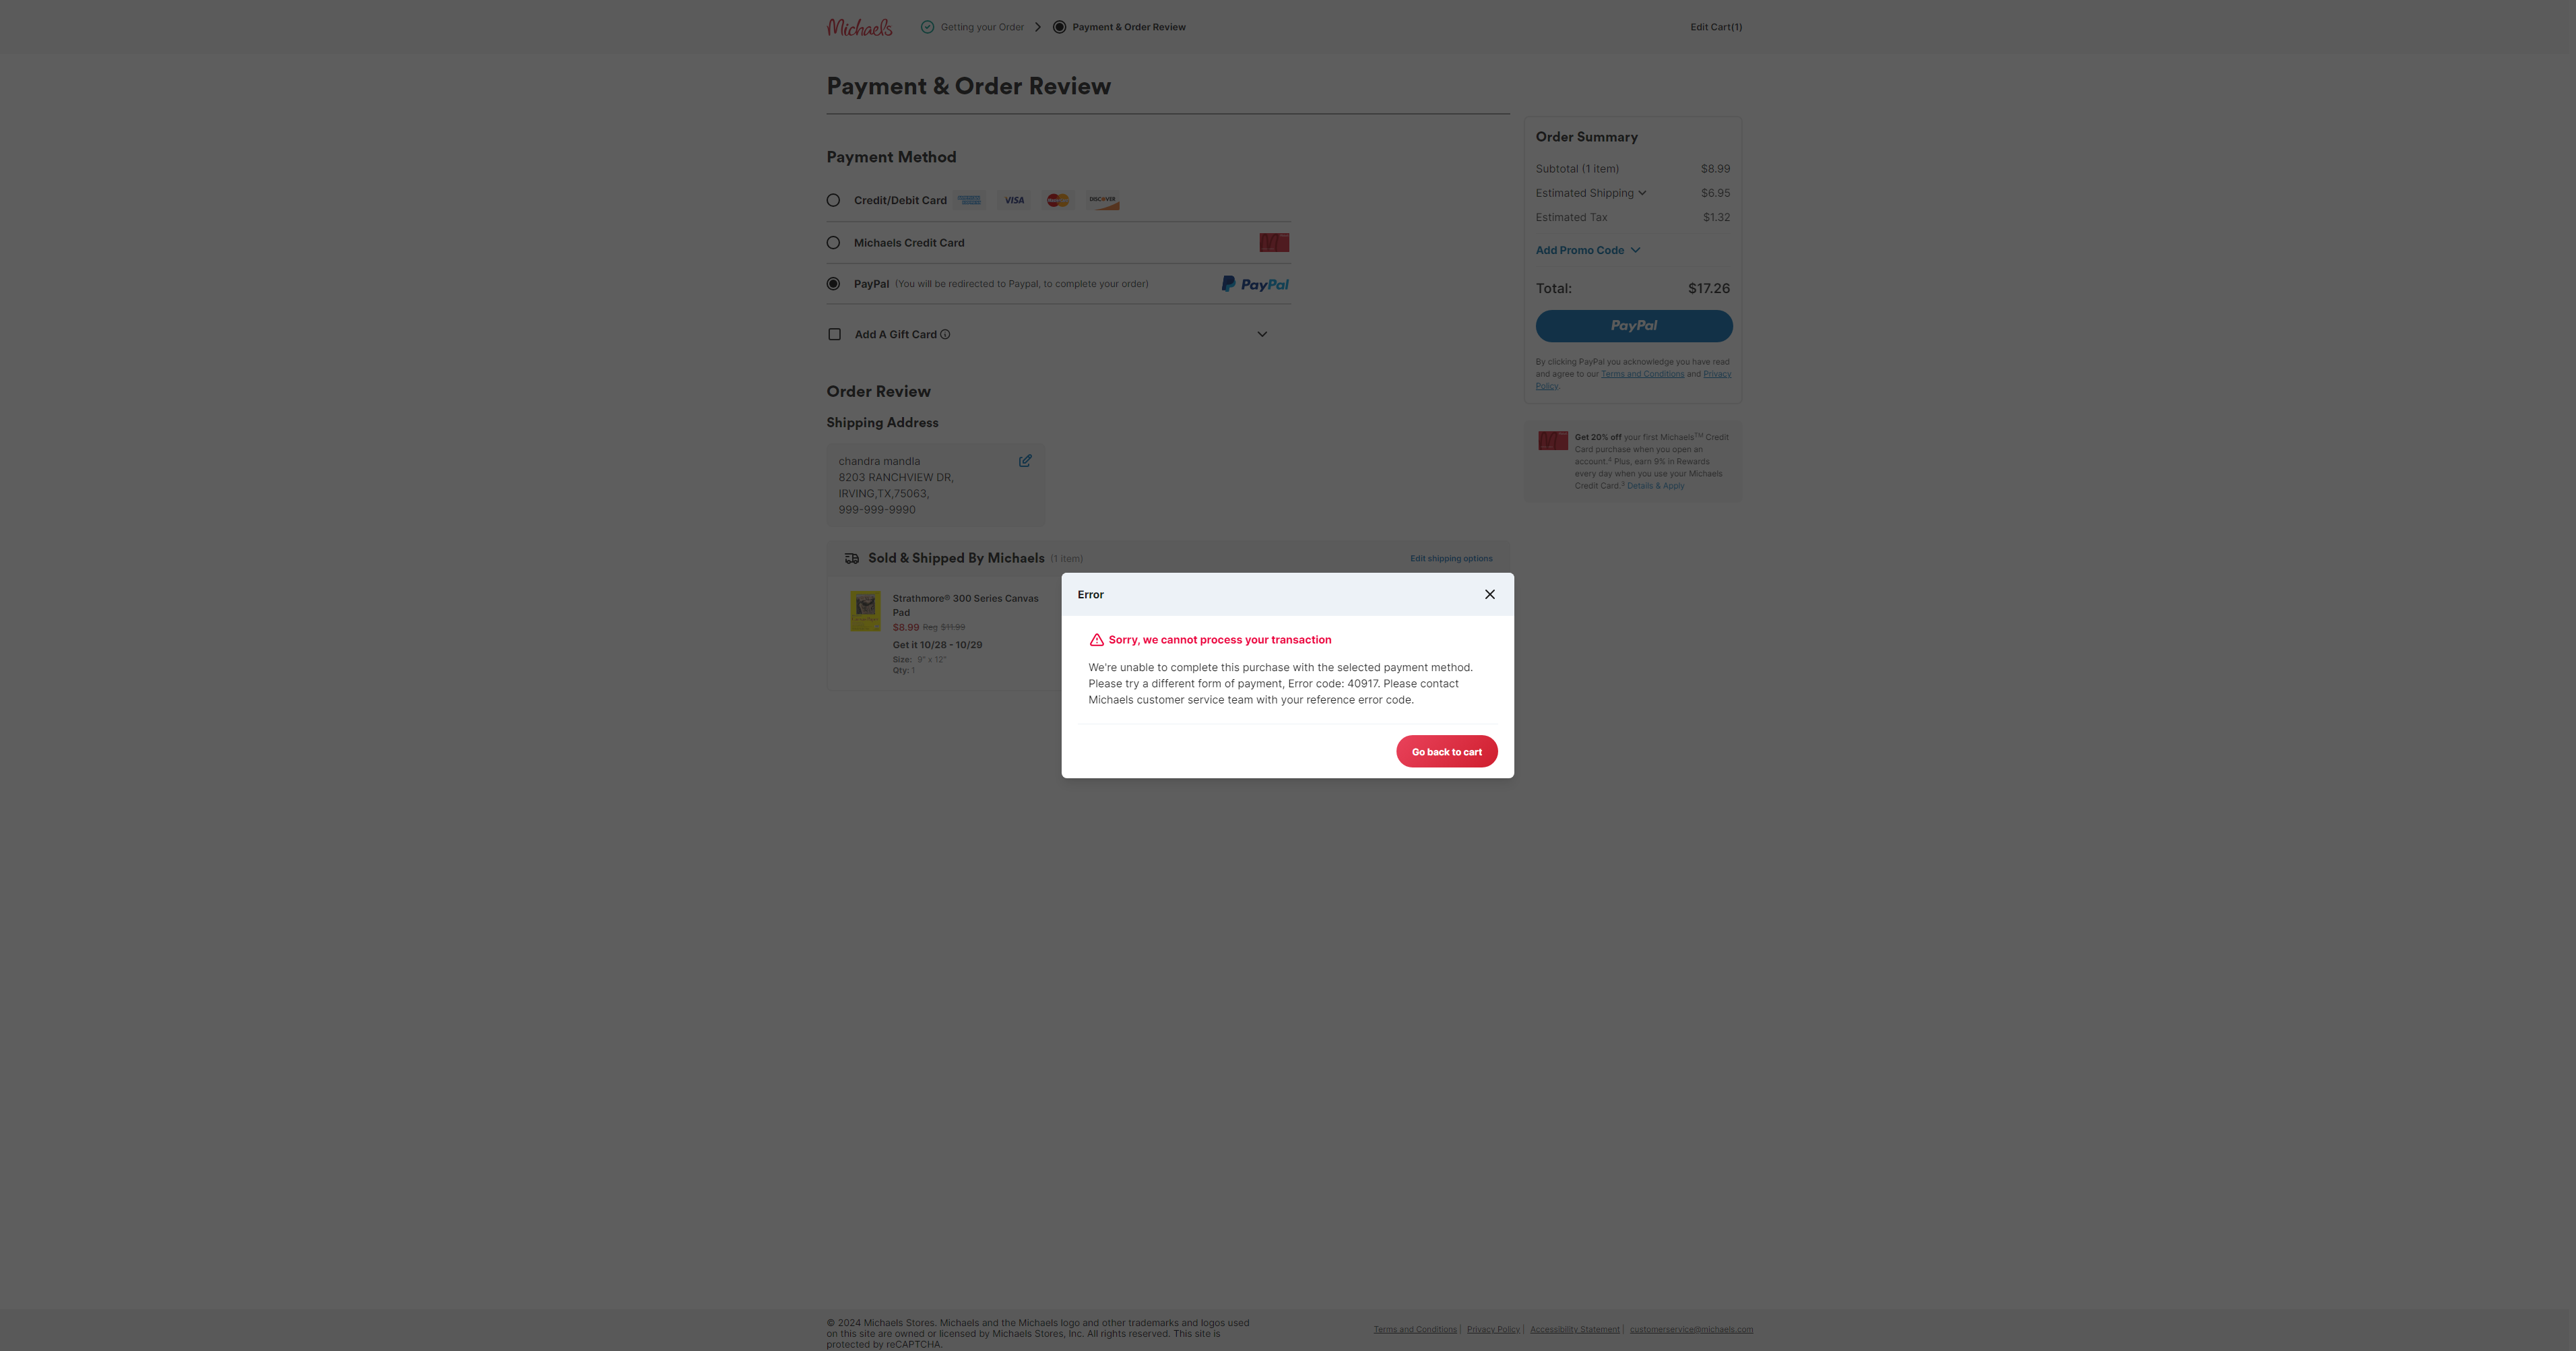 Michaels
Getting your Order
Payment & Order Review
Edit Cart(1)
Payment & Order Review
Payment Method
Credit/Debit Card
AMERICAN EXPRESS
VISA
DISCOVER
Michaels Credit Card
PayPal (You will be redirected to Paypal, to complete your order)
PayPal
Add A Gift Card
Order Review
Shipping Address
chandra mandla
8203 RANCHVIEW DR,
IRVING,TX,75063,
999-999-9990
Sold & Shipped By Michaels (1 item)
Edit shipping options
Strathmore® 300 Series Canvas
Pad
$8.99 Reg $11.99
Get it 10/28 - 10/29
Size: 9" x 12"
Qty: 1
Order Summary
Subtotal (1 item) $8.99
Estimated Shipping $6.95
Estimated Tax $1.32
Add Promo Code
Total: $17.26
PayPal
By clicking PayPal you acknowledge you have read
and agree to our Terms and Conditions and Privacy
Policy.
Get 20% off your first Michaels™ Credit
Card purchase when you open an
account.² Plus, earn 9% in Rewards
every day when you use your Michaels
Credit Card.³ Details & Apply
Error
Sorry, we cannot process your transaction
We're unable to complete this purchase with the selected payment method.
Please try a different form of payment, Error code: 40917. Please contact
Michaels customer service team with your reference error code.
Go back to cart
© 2024 Michaels Stores. Michaels and the Michaels logo and other trademarks and logos used
on this site are owned or licensed by Michaels Stores, Inc. All rights reserved. This site is
protected by reCAPTCHA.
Terms and Conditions | Privacy Policy | Accessibility Statement | customerservice@michaels.com